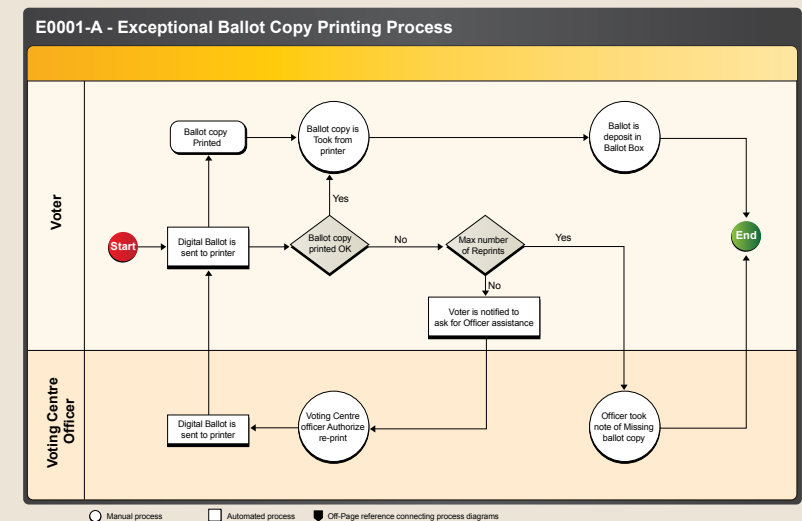 E0001-A - Exceptional Ballot Copy Printing Process
Voter
Ballot copy
Printed
Ballot copy is
Took from
printer
Ballot is
deposit in
Ballot Box
Yes
Start
Digital Ballot is
sent to printer
Ballot copy
printed OK
No
Max number
of Reprints
Yes
End
No
Voter is notified to
ask for Officer assistance
Voting Centre
Officer
Digital Ballot is
sent to printer
Voting Centre
officer Authorize
re-print
Officer took
note of Missing
ballot copy
Manual process
Automated process
Off-Page reference connecting process diagrams